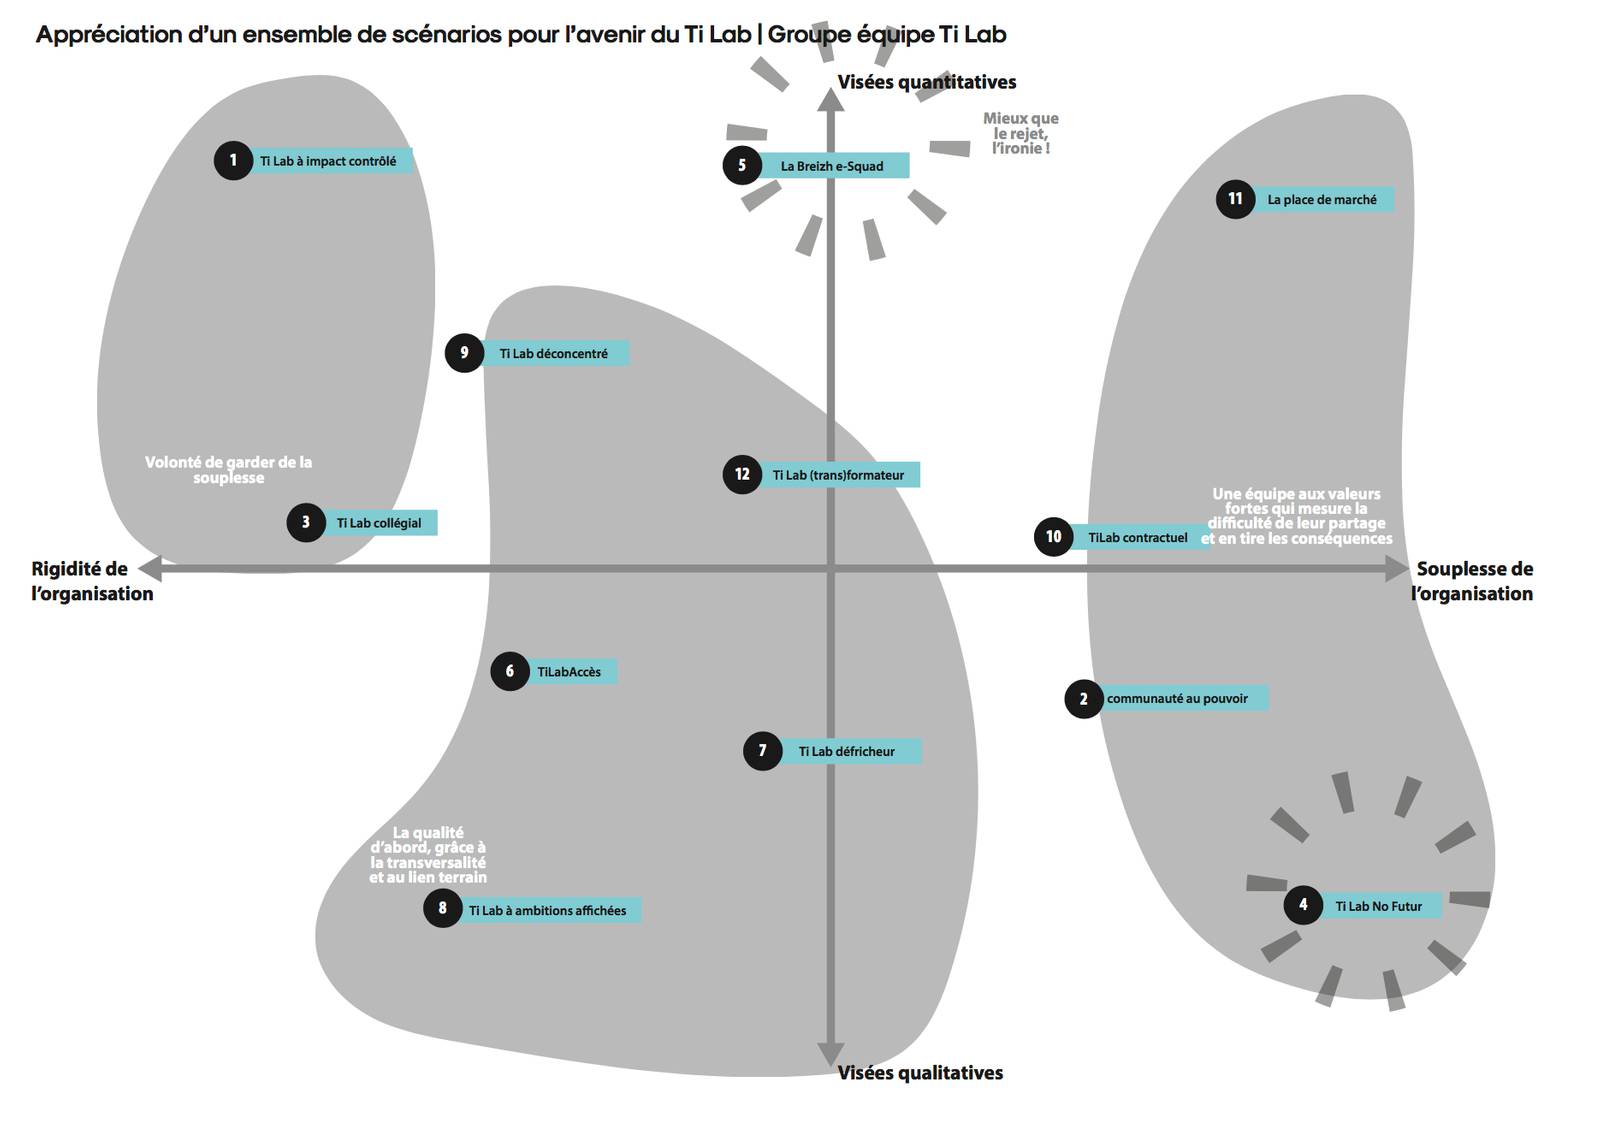 Appréciation d’un ensemble de scénarios pour l’avenir du Ti Lab | Groupe équipe Ti Lab
Visées quantitatives
Mieux que
le rejet,
l’ironie !
1 Ti Lab à impact contrôlé
5 La Breizh e-Squad
11 La place de marché
9 Ti Lab déconcentré
Volonté de garder de la
souplesse
12 Ti Lab (trans)formateur
3 Ti Lab collégial
10 TiLab contractuel
Une équipe aux valeurs
fortes qui mesure la
difficulté de leur partage
et en tire les conséquences
Rigidité de
l’organisation
Souplesse de
l’organisation
6 TiLabAccès
2 communauté au pouvoir
7 Ti Lab défricheur
La qualité
d’abord, grâce à
la transversalité
et au lien terrain
8 Ti Lab à ambitions affichées
4 Ti Lab No Futur
Visées qualitatives